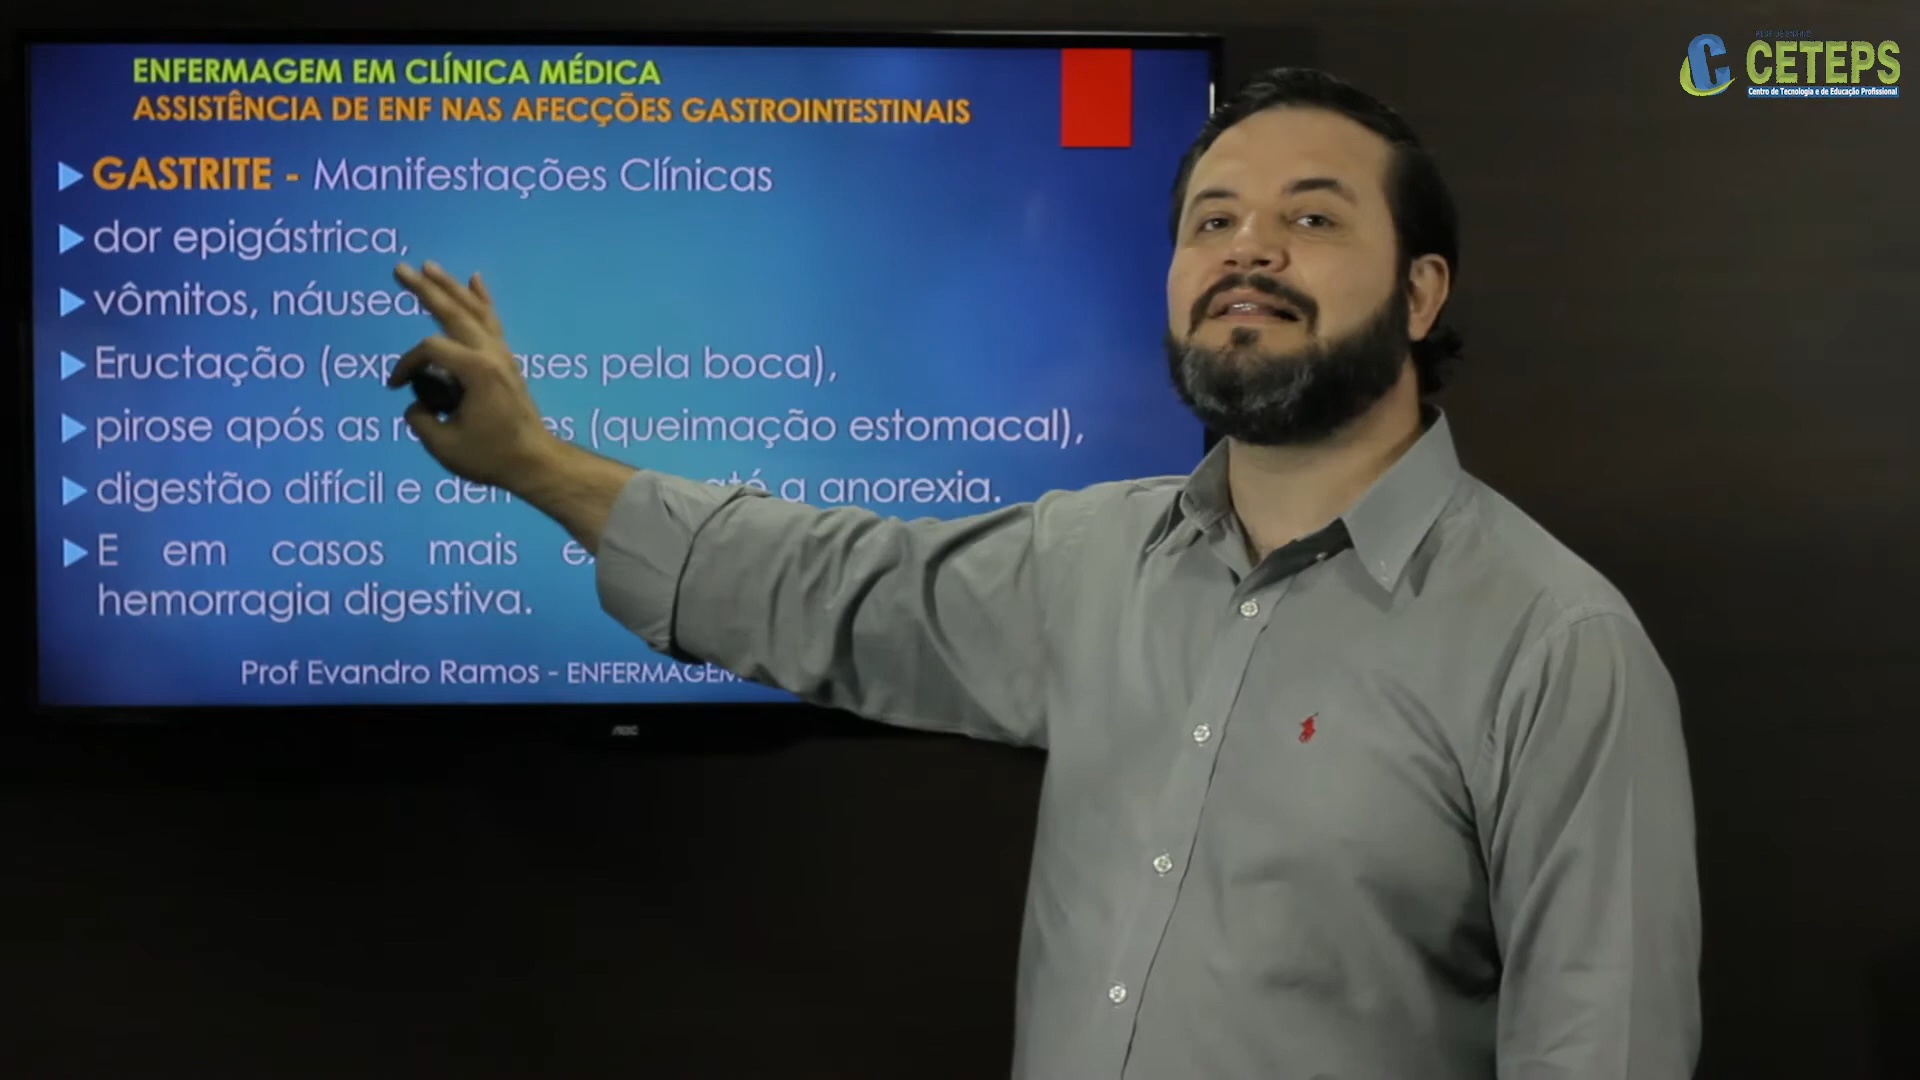 ENFERMAGEM EM CLÍNICA MÉDICA
ASSISTÊNCIA DE ENF NAS AFECÇÕES GASTROINTESTINAIS
GASTRITE - Manifestações Clínicas
dor epigástrica,
vômitos, náusea
Eructação (exp ases pela boca),
pirose após as es (queimação estomacal),
digestão difícil e até a anorexia.
E em casos mais
hemorragia digestiva.
Prof Evandro Ramos - ENFERMAGEM
AOC
CETEPS
Centro de Tecnologia e de Educação Profissional